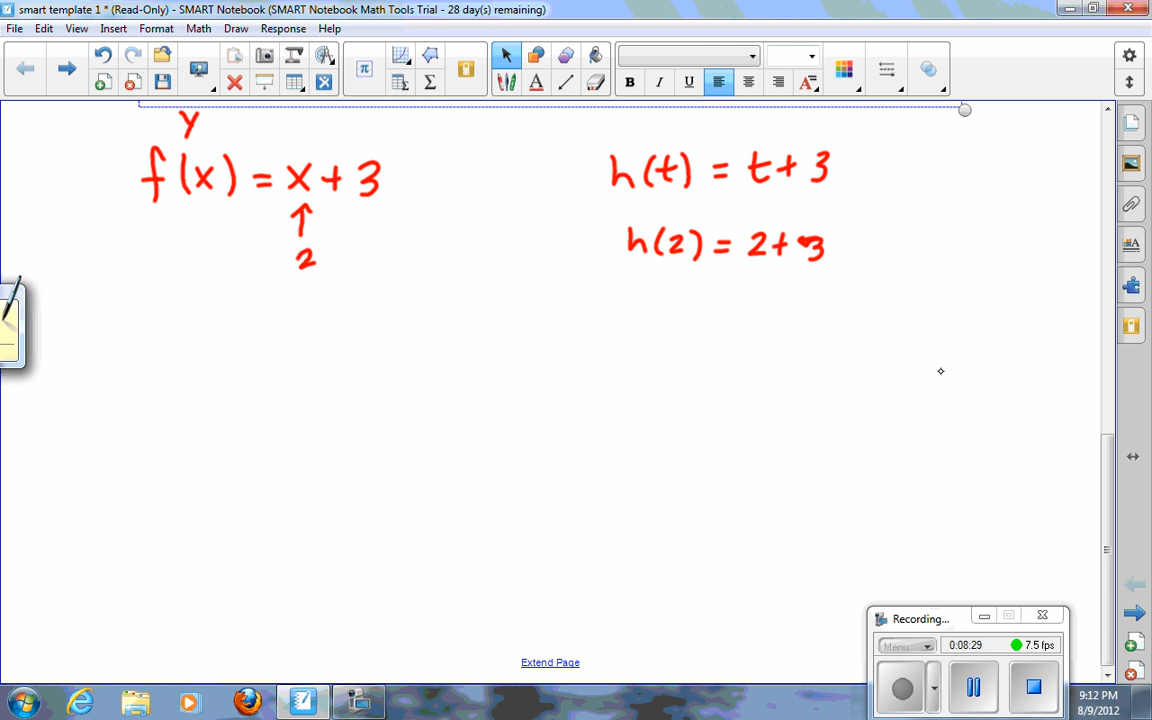 smart template 1 * (Read-Only) - SMART Notebook (SMART Notebook Math Tools Trial - 28 day(s) remaining)
File Edit View Insert Format Math Draw Response Help
π Σ A B I U
y
f(x) = x + 3
↑
2
h(t) = t + 3
h(2) = 2 + 3
Extend Page
Recording...
Menu 0:08:29 7.5 fps
9:12 PM
8/9/2012